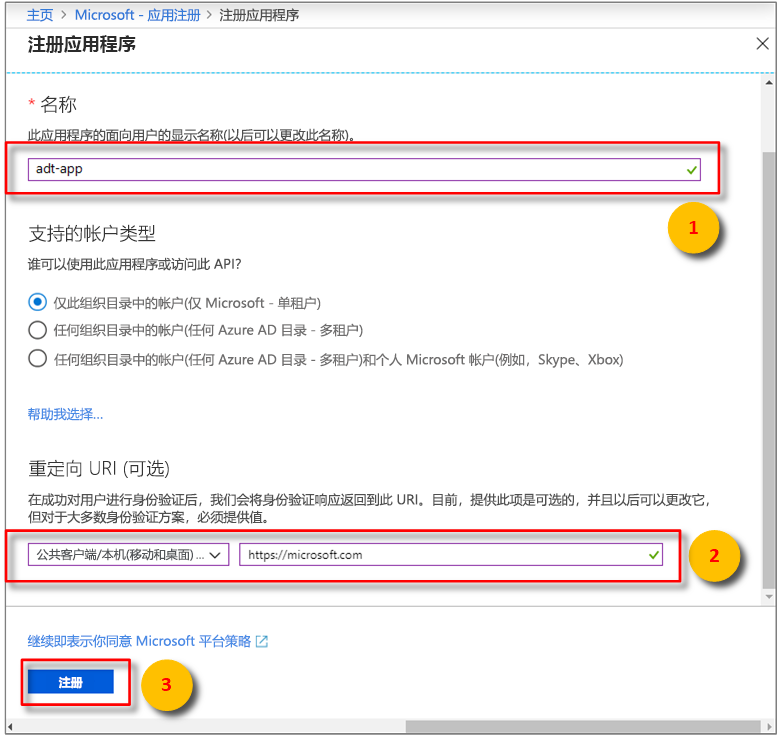 主页 > Microsoft - 应用注册 > 注册应用程序
注册应用程序
* 名称
此应用程序的面向用户的显示名称(以后可以更改此名称)。
adt-app
1
支持的帐户类型
谁可以使用此应用程序或访问此 API?
仅此组织目录中的帐户(仅 Microsoft - 单租户)
任何组织目录中的帐户(任何 Azure AD 目录 - 多租户)
任何组织目录中的帐户(任何 Azure AD 目录 - 多租户)和个人 Microsoft 帐户(例如，Skype、Xbox)
帮助我选择...
重定向 URI (可选)
在成功对用户进行身份验证后，我们会将身份验证响应返回到此 URI。目前，提供此项是可选的，并且以后可以更改它，
但对于大多数身份验证方案，必须提供值。
公共客户端/本机(移动和桌面) ... https://microsoft.com
2
继续即表示你同意 Microsoft 平台策略
注册
3